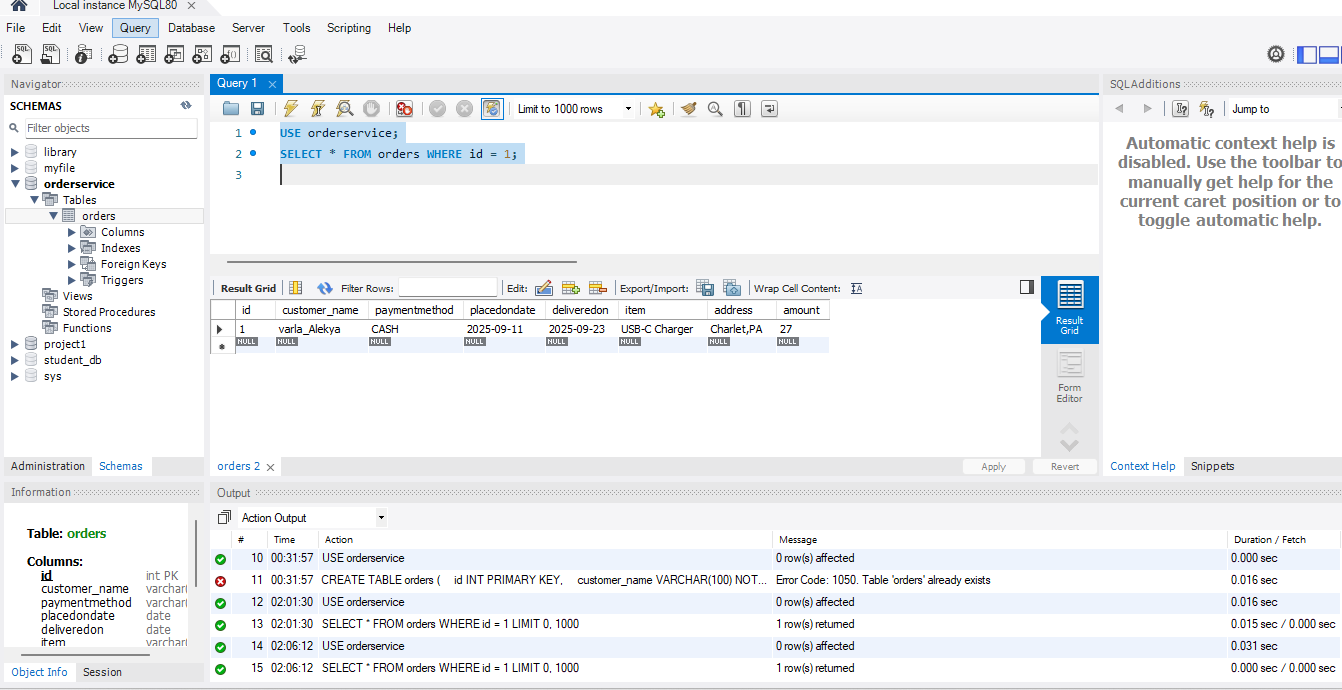 Local instance MySQL80 ×
File Edit View Query Database Server Tools Scripting Help
Navigator
SCHEMAS
Filter objects
library
myfile
orderservice
Tables
orders
Columns
Indexes
Foreign Keys
Triggers
Views
Stored Procedures
Functions
project1
student_db
sys
Administration Schemas
Information
Table: orders
Columns:
id int PK
customer_name varchar
paymentmethod varchar
placedondate date
deliveredon date
item varchar
Object Info Session
Query 1 ×
Limit to 1000 rows
1 USE orderservice;
2 SELECT * FROM orders WHERE id = 1;
3
Result Grid Filter Rows: Edit: Export/Import: Wrap Cell Content:
id customer_name paymentmethod placedondate deliveredon item address amount
1 varla_Alekya CASH 2025-09-11 2025-09-23 USB-C Charger Charlet,PA 27
NULL NULL NULL NULL NULL NULL NULL NULL
Result
Grid
Form
Editor
orders 2 ×
Apply Revert
SQLAdditions
Jump to
Automatic context help is
disabled. Use the toolbar to
manually get help for the
current caret position or to
toggle automatic help.
Context Help Snippets
Output
Action Output
# Time Action Message Duration / Fetch
10 00:31:57 USE orderservice 0 row(s) affected 0.000 sec
11 00:31:57 CREATE TABLE orders ( id INT PRIMARY KEY, customer_name VARCHAR(100) NOT... Error Code: 1050. Table 'orders' already exists 0.016 sec
12 02:01:30 USE orderservice 0 row(s) affected 0.016 sec
13 02:01:30 SELECT * FROM orders WHERE id = 1 LIMIT 0, 1000 1 row(s) returned 0.015 sec / 0.000 sec
14 02:06:12 USE orderservice 0 row(s) affected 0.031 sec
15 02:06:12 SELECT * FROM orders WHERE id = 1 LIMIT 0, 1000 1 row(s) returned 0.000 sec / 0.000 sec